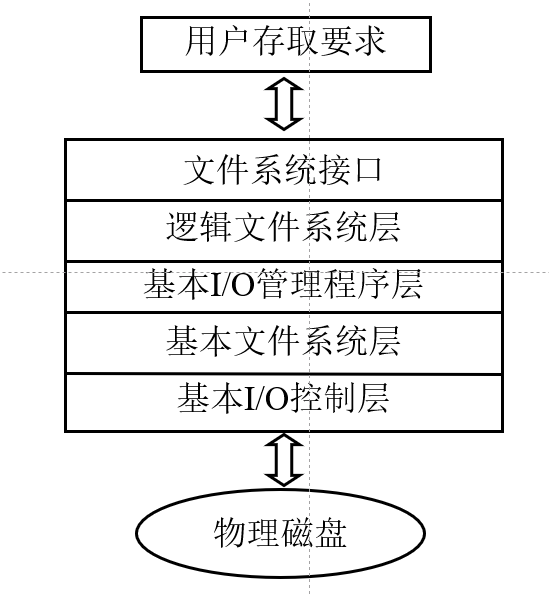 用户存取要求
文件系统接口
逻辑文件系统层
基本I/O管理程序层
基本文件系统层
基本I/O控制层
物理磁盘